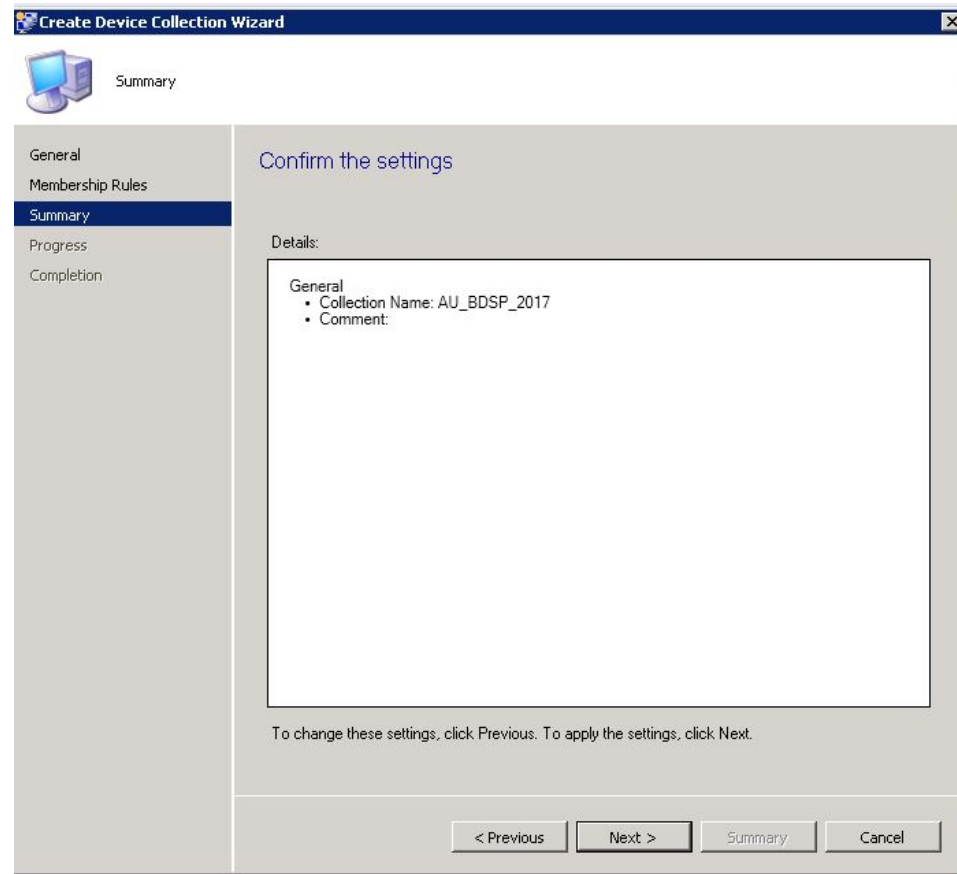 Create Device Collection Wizard
Summary
General
Membership Rules
Summary
Progress
Completion
Confirm the settings
Details:
General
• Collection Name: AU_BDSP_2017
• Comment:
To change these settings, click Previous. To apply the settings, click Next.
< Previous
Next >
Summary
Cancel